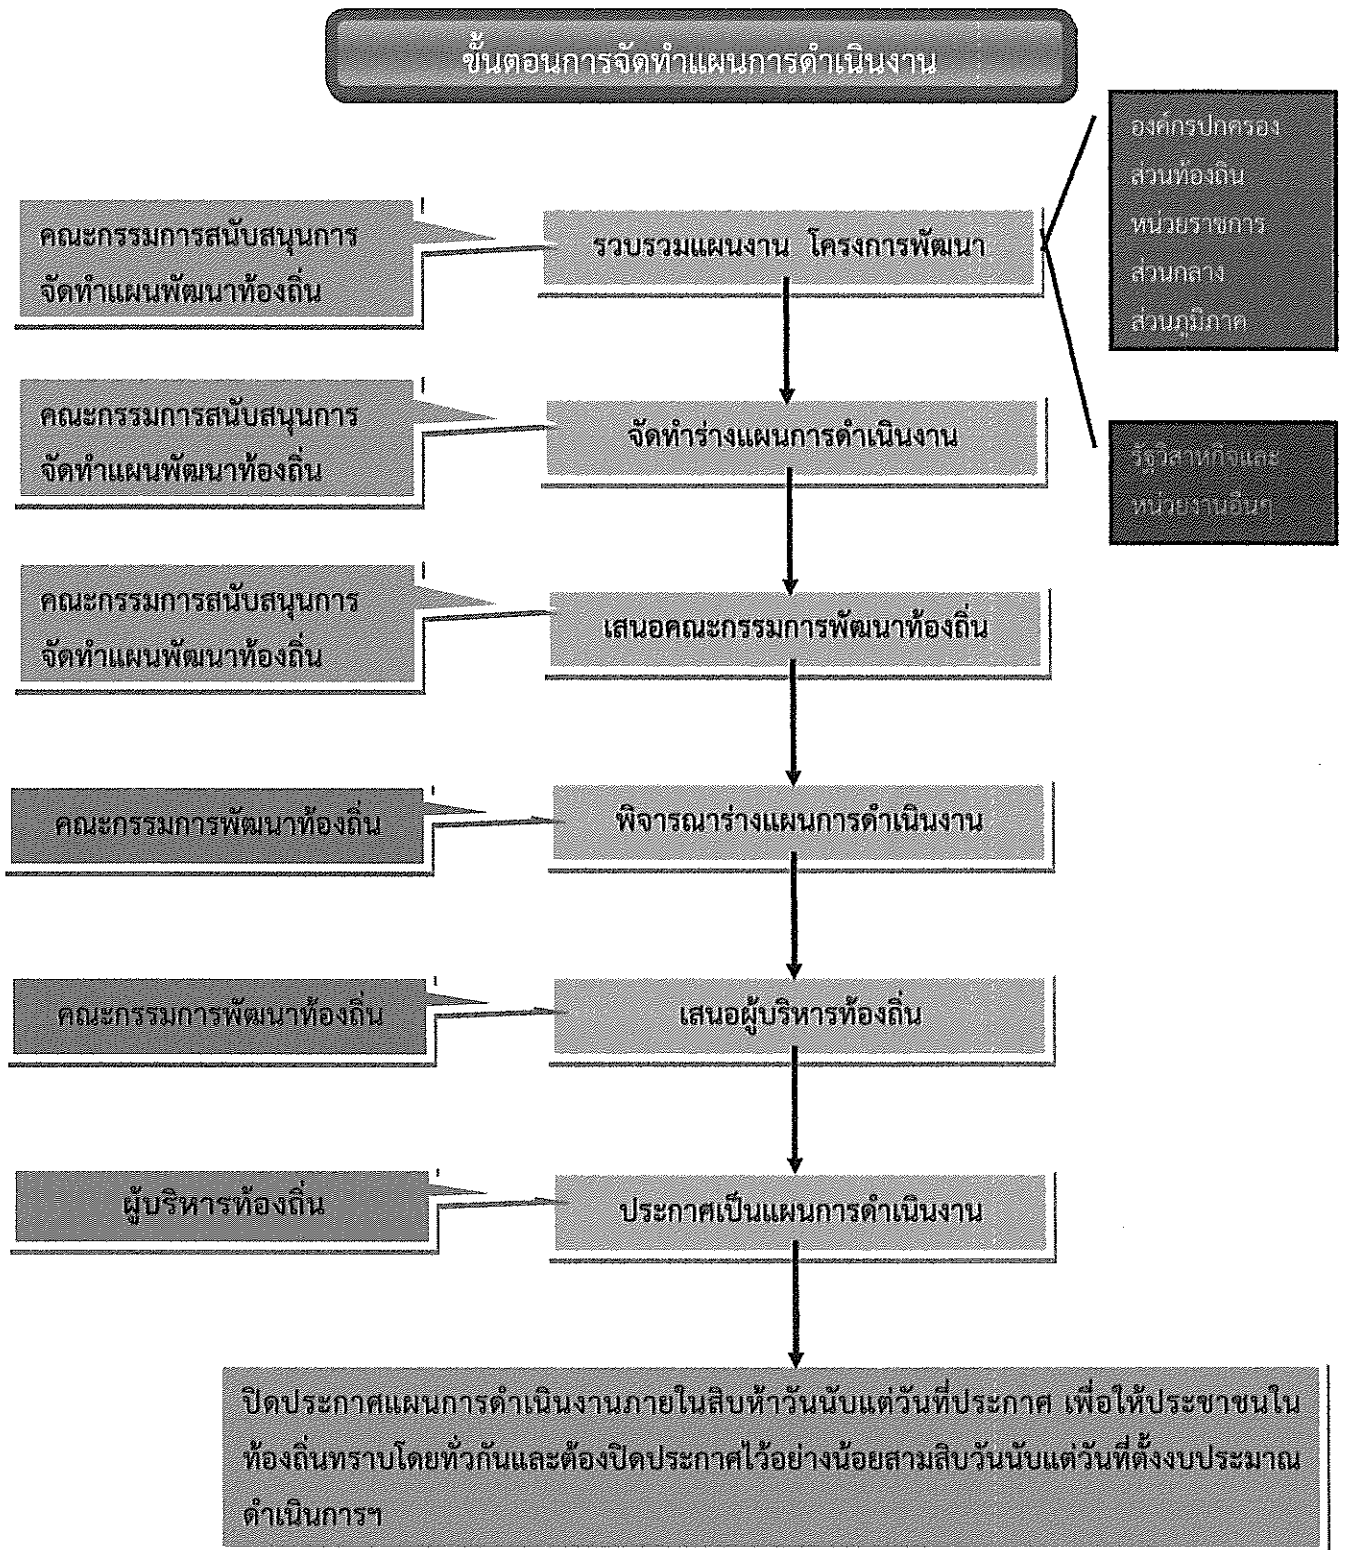 ขั้นตอนการจัดทำแผนการดำเนินงาน
องค์กรปกครอง
ส่วนท้องถิ่น
หน่วยราชการ
ส่วนกลาง
ส่วนภูมิภาค
คณะกรรมการสนับสนุนการ
จัดทำแผนพัฒนาท้องถิ่น
รวบรวมแผนงาน โครงการพัฒนา
คณะกรรมการสนับสนุนการ
จัดทำแผนพัฒนาท้องถิ่น
จัดทำร่างแผนการดำเนินงาน
รัฐวิสาหกิจและ
หน่วยงานอื่นๆ
คณะกรรมการสนับสนุนการ
จัดทำแผนพัฒนาท้องถิ่น
เสนอคณะกรรมการพัฒนาท้องถิ่น
คณะกรรมการพัฒนาท้องถิ่น
พิจารณาร่างแผนการดำเนินงาน
คณะกรรมการพัฒนาท้องถิ่น
เสนอผู้บริหารท้องถิ่น
ผู้บริหารท้องถิ่น
ประกาศเป็นแผนการดำเนินงาน
ปิดประกาศแผนการดำเนินงานภายในสิบห้าวันนับแต่วันที่ประกาศ เพื่อให้ประชาชนใน
ท้องถิ่นทราบโดยทั่วกันและต้องปิดประกาศไว้อย่างน้อยสามสิบวันนับแต่วันที่ตั้งงบประมาณ
ดำเนินการฯ